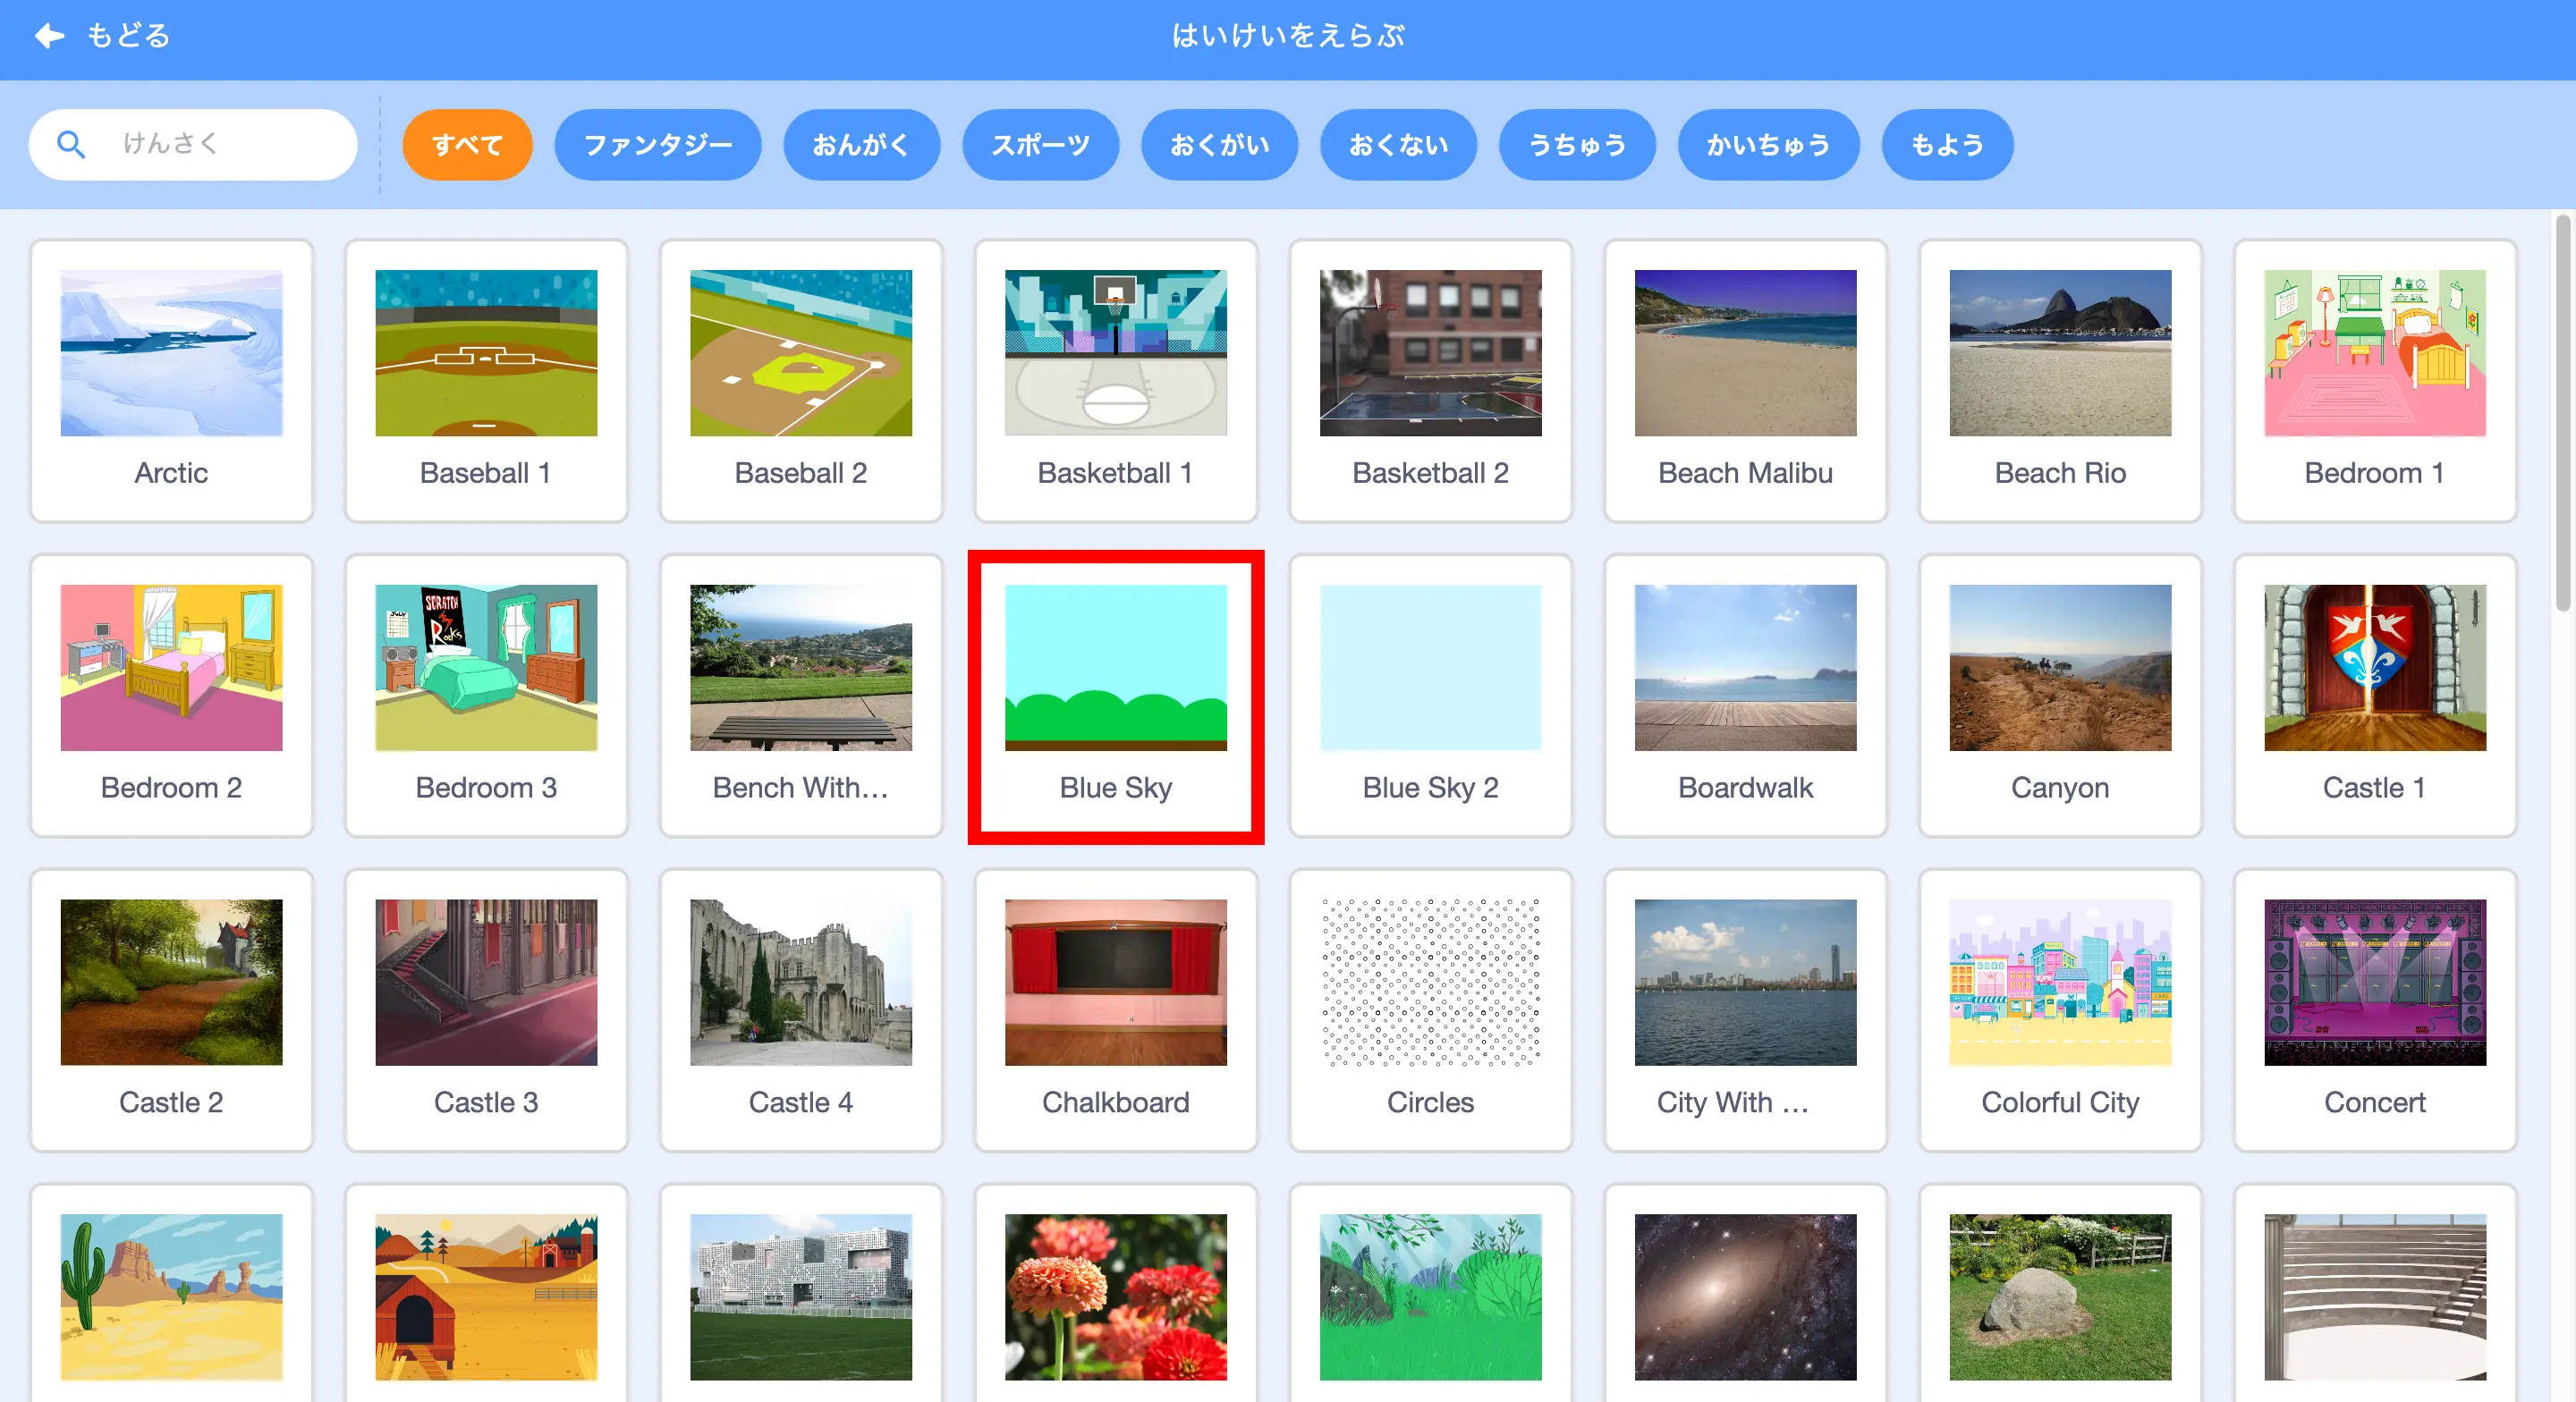 もどる
はいけいをえらぶ
けんさく
すべて
ファンタジー
おんがく
スポーツ
おくがい
おくない
うちゅう
かいちゅう
もよう
Arctic
Baseball 1
Baseball 2
Basketball 1
Basketball 2
Beach Malibu
Beach Rio
Bedroom 1
JULY
SCRATCH
Rocks
Bedroom 2
Bedroom 3
Bench With...
Blue Sky
Blue Sky 2
Boardwalk
Canyon
Castle 1
Castle 2
Castle 3
Castle 4
Chalkboard
Circles
City With ...
Colorful City
Concert